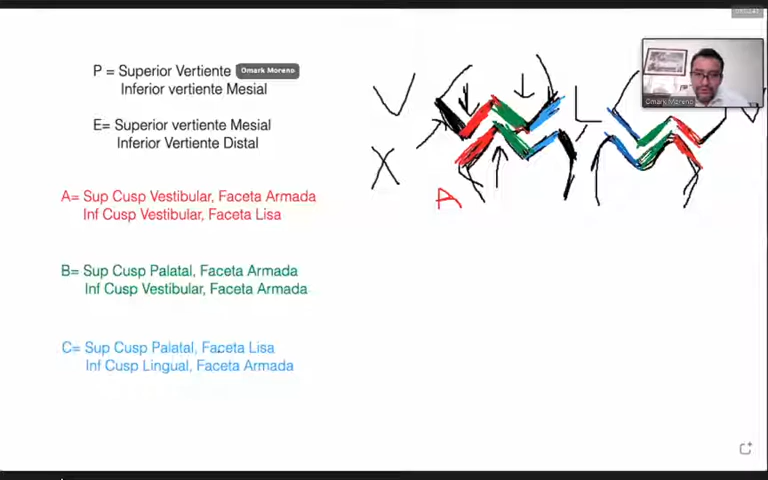 P = Superior Vertiente
Omark Moreno
Inferior vertiente Mesial
E= Superior vertiente Mesial
Inferior Vertiente Distal
A= Sup Cusp Vestibular, Faceta Armada
Inf Cusp Vestibular, Faceta Lisa
B= Sup Cusp Palatal, Faceta Armada
Inf Cusp Vestibular, Faceta Armada
C= Sup Cusp Palatal, Faceta Lisa
Inf Cusp Lingual, Faceta Armada
V
L
X
A
Omark Moreno